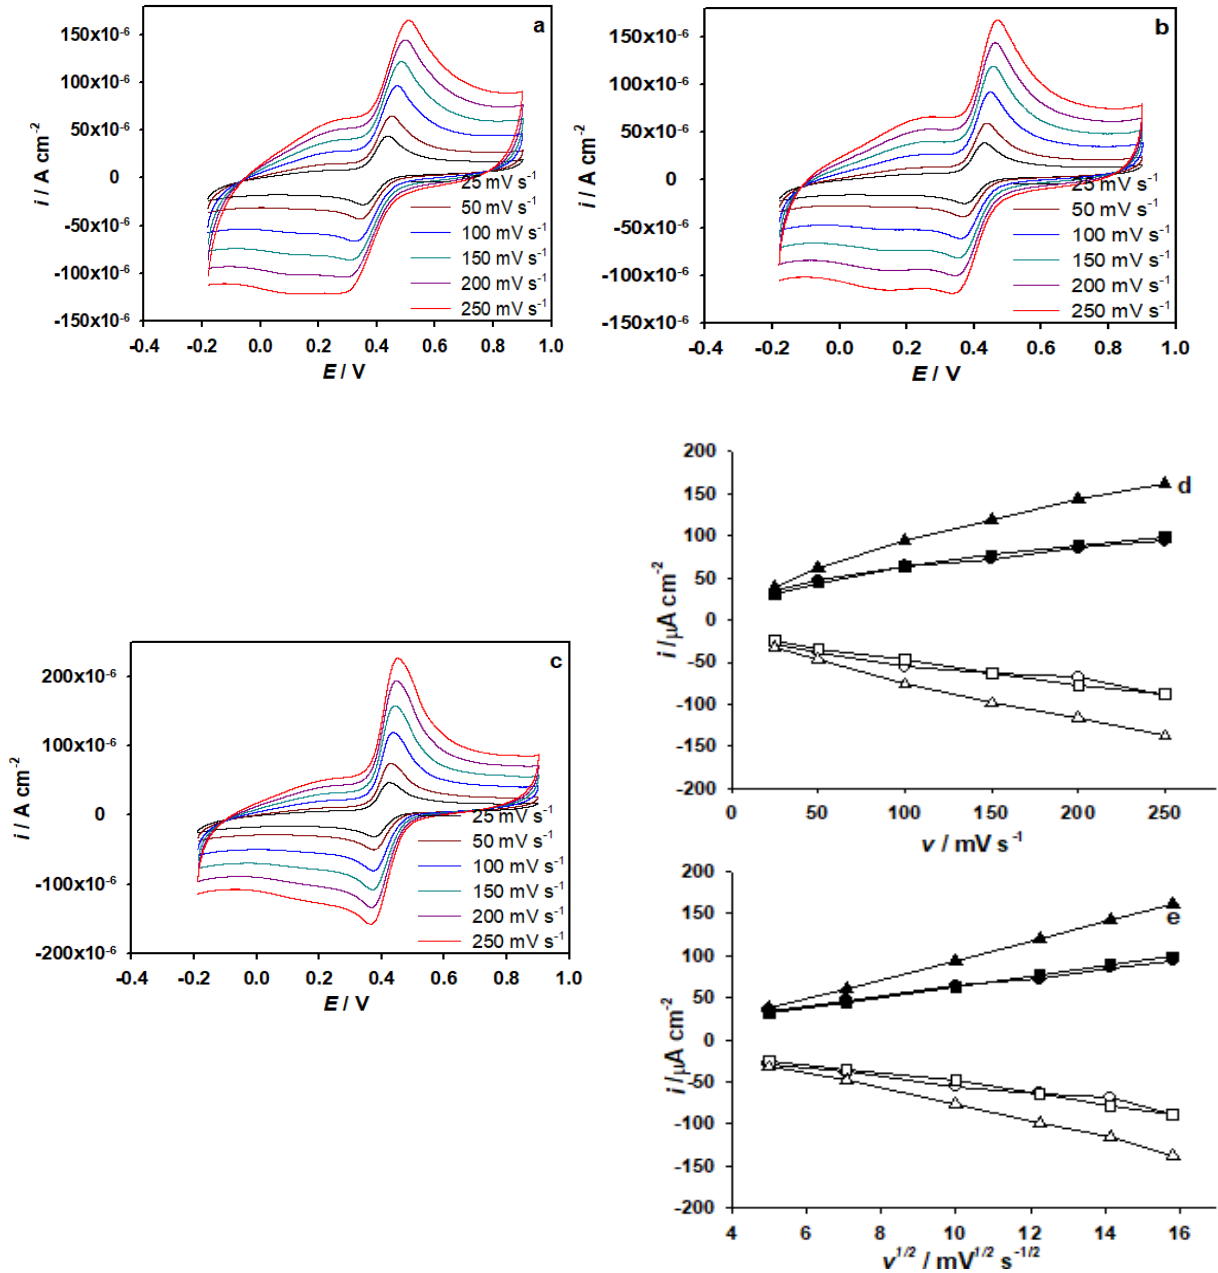 a
150x10⁻⁶
100x10⁻⁶
50x10⁻⁶
0
-50x10⁻⁶
-100x10⁻⁶
-150x10⁻⁶
i / A cm⁻²
25 mV s⁻¹
50 mV s⁻¹
100 mV s⁻¹
150 mV s⁻¹
200 mV s⁻¹
250 mV s⁻¹
-0.4 -0.2 0.0 0.2 0.4 0.6 0.8 1.0
E / V
b
150x10⁻⁶
100x10⁻⁶
50x10⁻⁶
0
-50x10⁻⁶
-100x10⁻⁶
-150x10⁻⁶
i / A cm⁻²
25 mV s⁻¹
50 mV s⁻¹
100 mV s⁻¹
150 mV s⁻¹
200 mV s⁻¹
250 mV s⁻¹
-0.4 -0.2 0.0 0.2 0.4 0.6 0.8 1.0
E / V
c
200x10⁻⁶
100x10⁻⁶
0
-100x10⁻⁶
-200x10⁻⁶
i / A cm⁻²
25 mV s⁻¹
50 mV s⁻¹
100 mV s⁻¹
150 mV s⁻¹
200 mV s⁻¹
250 mV s⁻¹
-0.4 -0.2 0.0 0.2 0.4 0.6 0.8 1.0
E / V
d
200
150
100
50
0
-50
-100
-150
-200
i /µA cm⁻²
0 50 100 150 200 250
v / mV s⁻¹
e
200
150
100
50
0
-50
-100
-150
-200
i /µA cm⁻²
4 6 8 10 12 14 16
v¹ᐟ² / mV¹ᐟ² s⁻¹ᐟ²